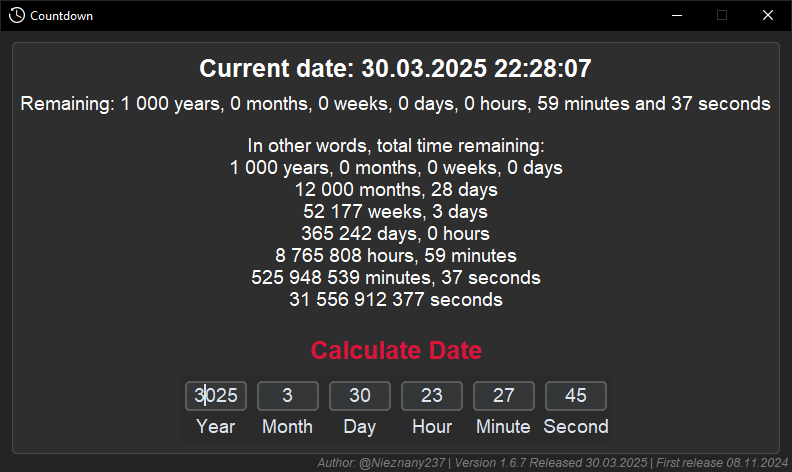 Countdown
Current date: 30.03.2025 22:28:07
Remaining: 1 000 years, 0 months, 0 weeks, 0 days, 0 hours, 59 minutes and 37 seconds
In other words, total time remaining:
1 000 years, 0 months, 0 weeks, 0 days
12 000 months, 28 days
52 177 weeks, 3 days
365 242 days, 0 hours
8 765 808 hours, 59 minutes
525 948 539 minutes, 37 seconds
31 556 912 377 seconds
Calculate Date
3025 3 30 23 27 45
Year Month Day Hour Minute Second
Author: @Nieznany237 | Version 1.6.7 Released 30.03.2025 | First release 08.11.2024